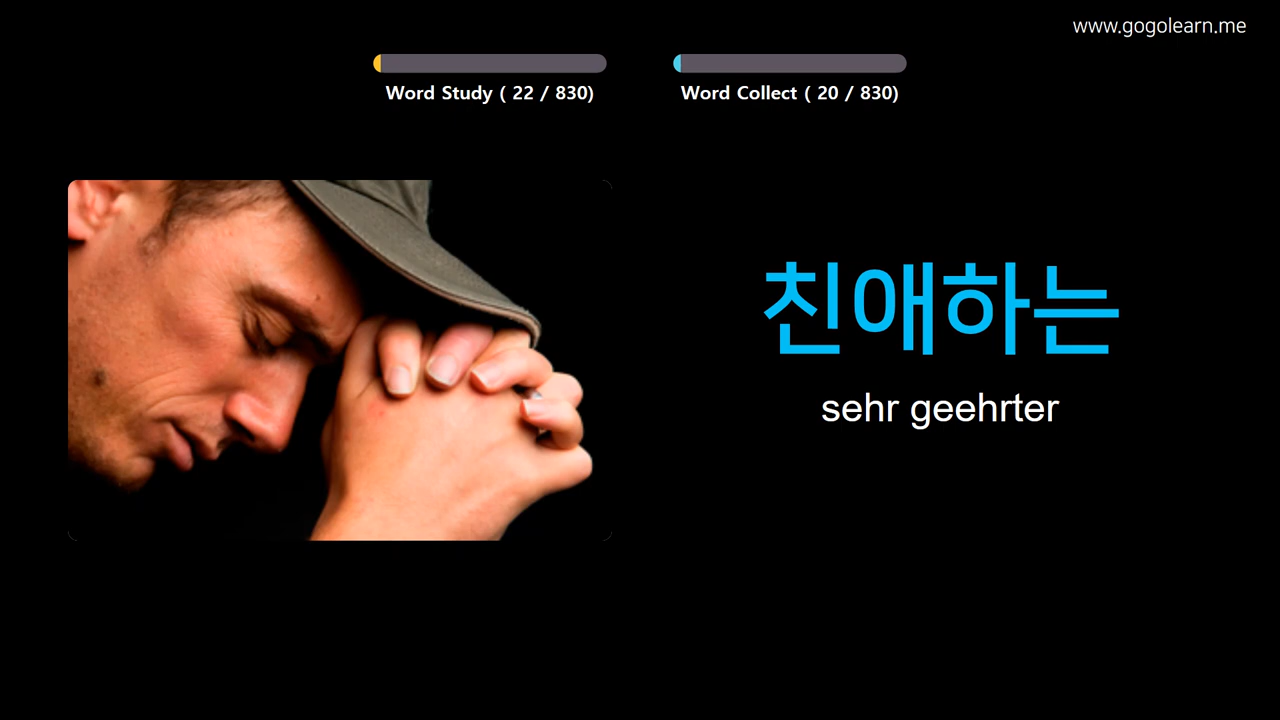 www.gogolearn.me
Word Study ( 22 / 830)
Word Collect ( 20 / 830)
친애하는
sehr geehrter